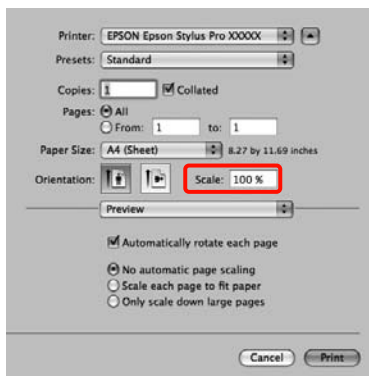 Printer: EPSON Epson Stylus Pro XXXXX
Presets: Standard
Copies: 1 Collated
Pages: All
From: 1 to: 1
Paper Size: A4 (Sheet) 8.27 by 11.69 inches
Orientation: Scale: 100 %
Preview
Automatically rotate each page
No automatic page scaling
Scale each page to fit paper
Only scale down large pages
Cancel Print